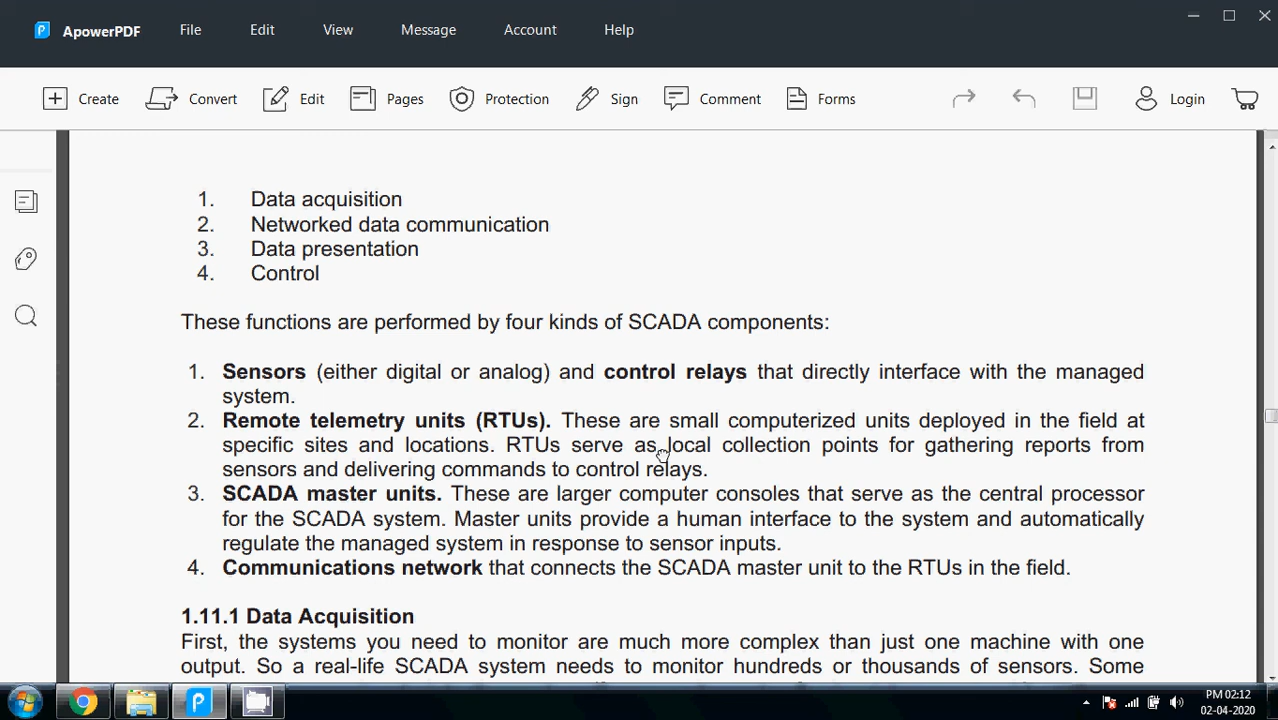 ApowerPDF File Edit View Message Account Help
Create Convert Edit Pages Protection Sign Comment Forms Login
1. Data acquisition
2. Networked data communication
3. Data presentation
4. Control
These functions are performed by four kinds of SCADA components:
1. Sensors (either digital or analog) and control relays that directly interface with the managed
system.
2. Remote telemetry units (RTUs). These are small computerized units deployed in the field at
specific sites and locations. RTUs serve as local collection points for gathering reports from
sensors and delivering commands to control relays.
3. SCADA master units. These are larger computer consoles that serve as the central processor
for the SCADA system. Master units provide a human interface to the system and automatically
regulate the managed system in response to sensor inputs.
4. Communications network that connects the SCADA master unit to the RTUs in the field.
1.11.1 Data Acquisition
First, the systems you need to monitor are much more complex than just one machine with one
output. So a real-life SCADA system needs to monitor hundreds or thousands of sensors. Some
PM 02:12
02-04-2020